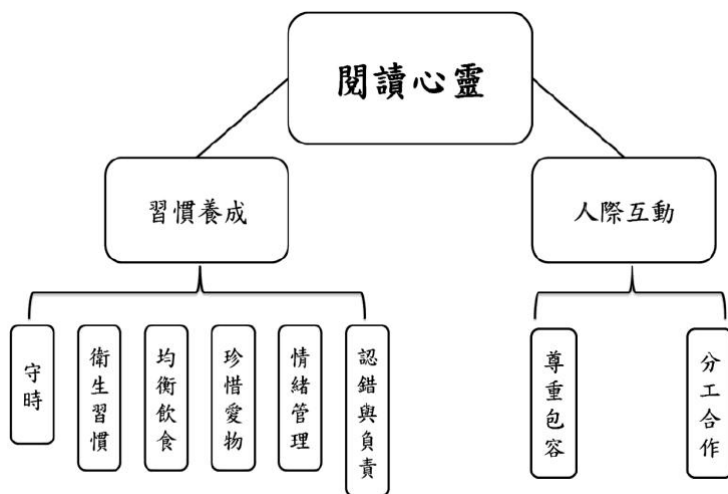 閱讀心靈
習慣養成
人際互動
守時
衛生習慣
均衡飲食
珍惜愛物
情緒管理
認錯與負責
尊重包容
分工合作